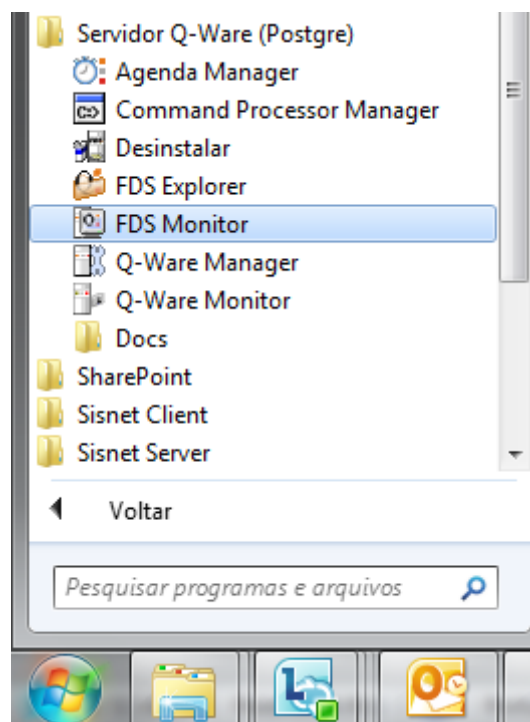 Servidor Q-Ware (Postgre)
Agenda Manager
Command Processor Manager
Desinstalar
FDS Explorer
FDS Monitor
Q-Ware Manager
Q-Ware Monitor
Docs
SharePoint
Sisnet Client
Sisnet Server
Voltar
Pesquisar programas e arquivos